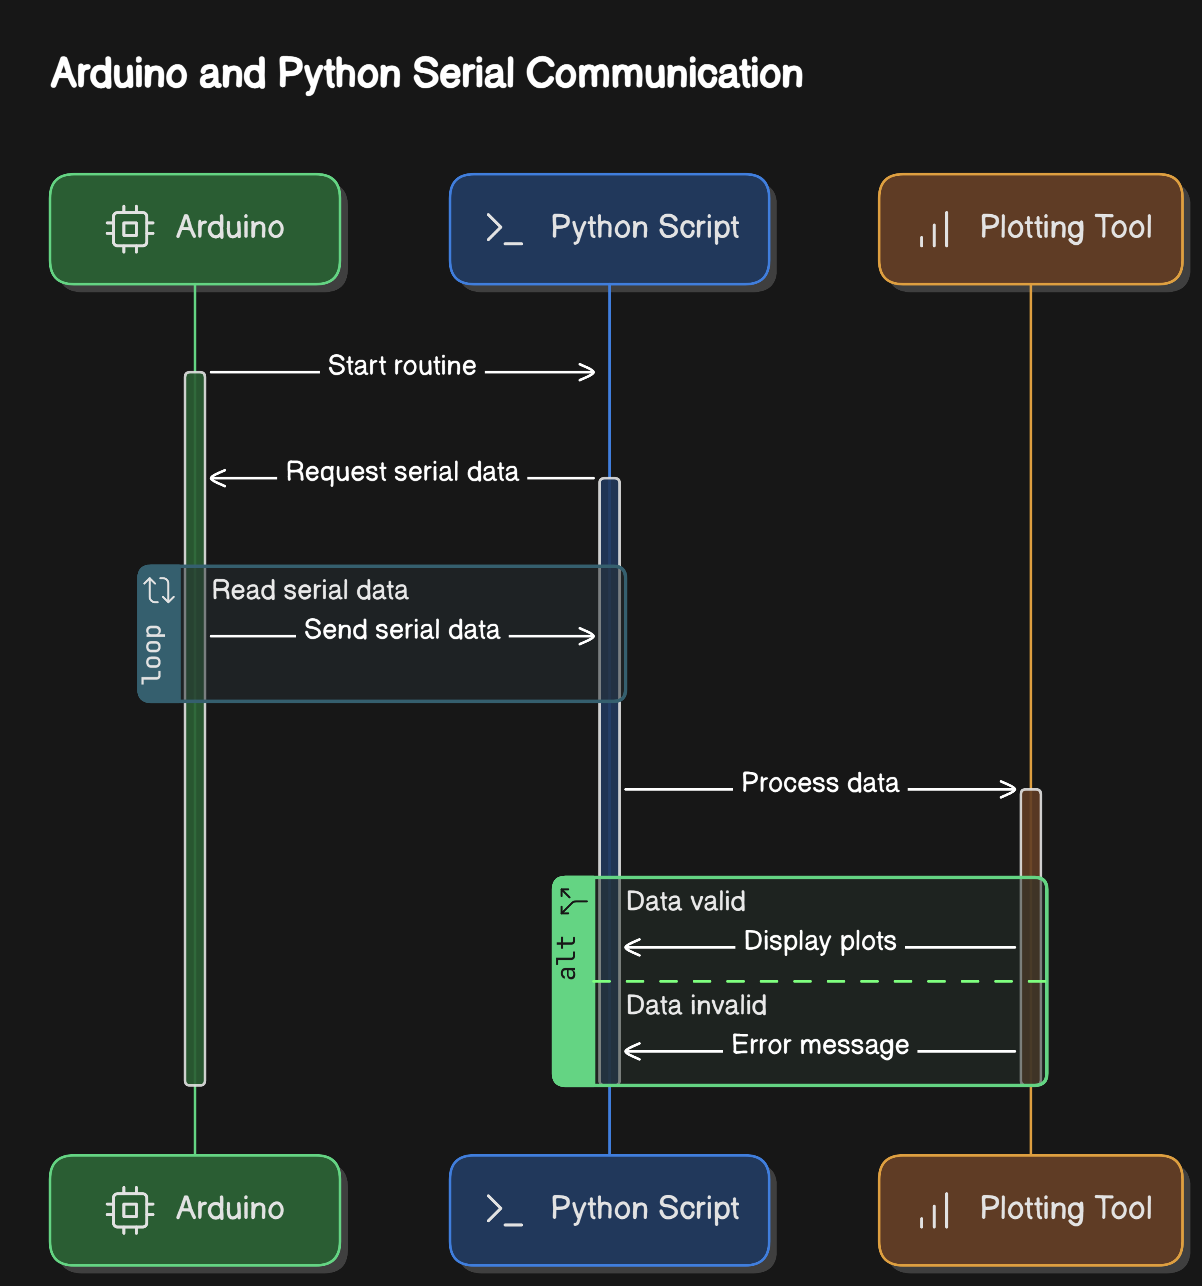 Arduino and Python Serial Communication
Arduino
Python Script
Plotting Tool
Start routine
Request serial data
loop
Read serial data
Send serial data
Process data
alt
Data valid
Display plots
Data invalid
Error message
Arduino
Python Script
Plotting Tool